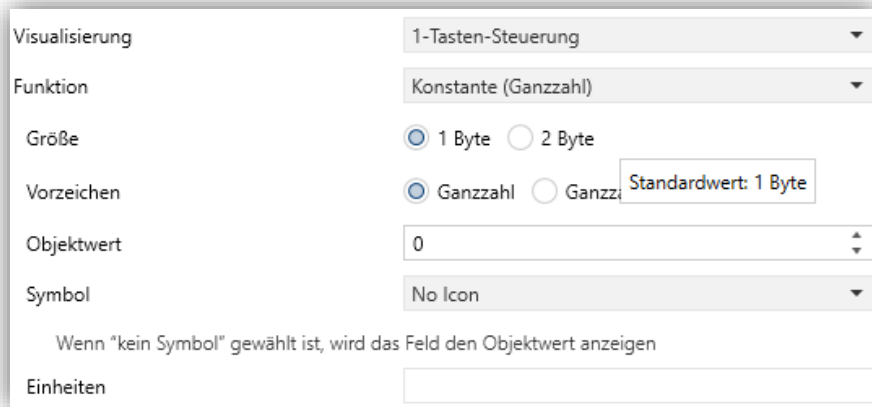 Visualisierung 1-Tasten-Steuerung
Funktion Konstante (Ganzzahl)
Größe 1 Byte 2 Byte
Vorzeichen Ganzzahl Standardwert: 1 Byte
Objektwert 0
Symbol No Icon
Wenn "kein Symbol" gewählt ist, wird das Feld den Objektwert anzeigen
Einheiten